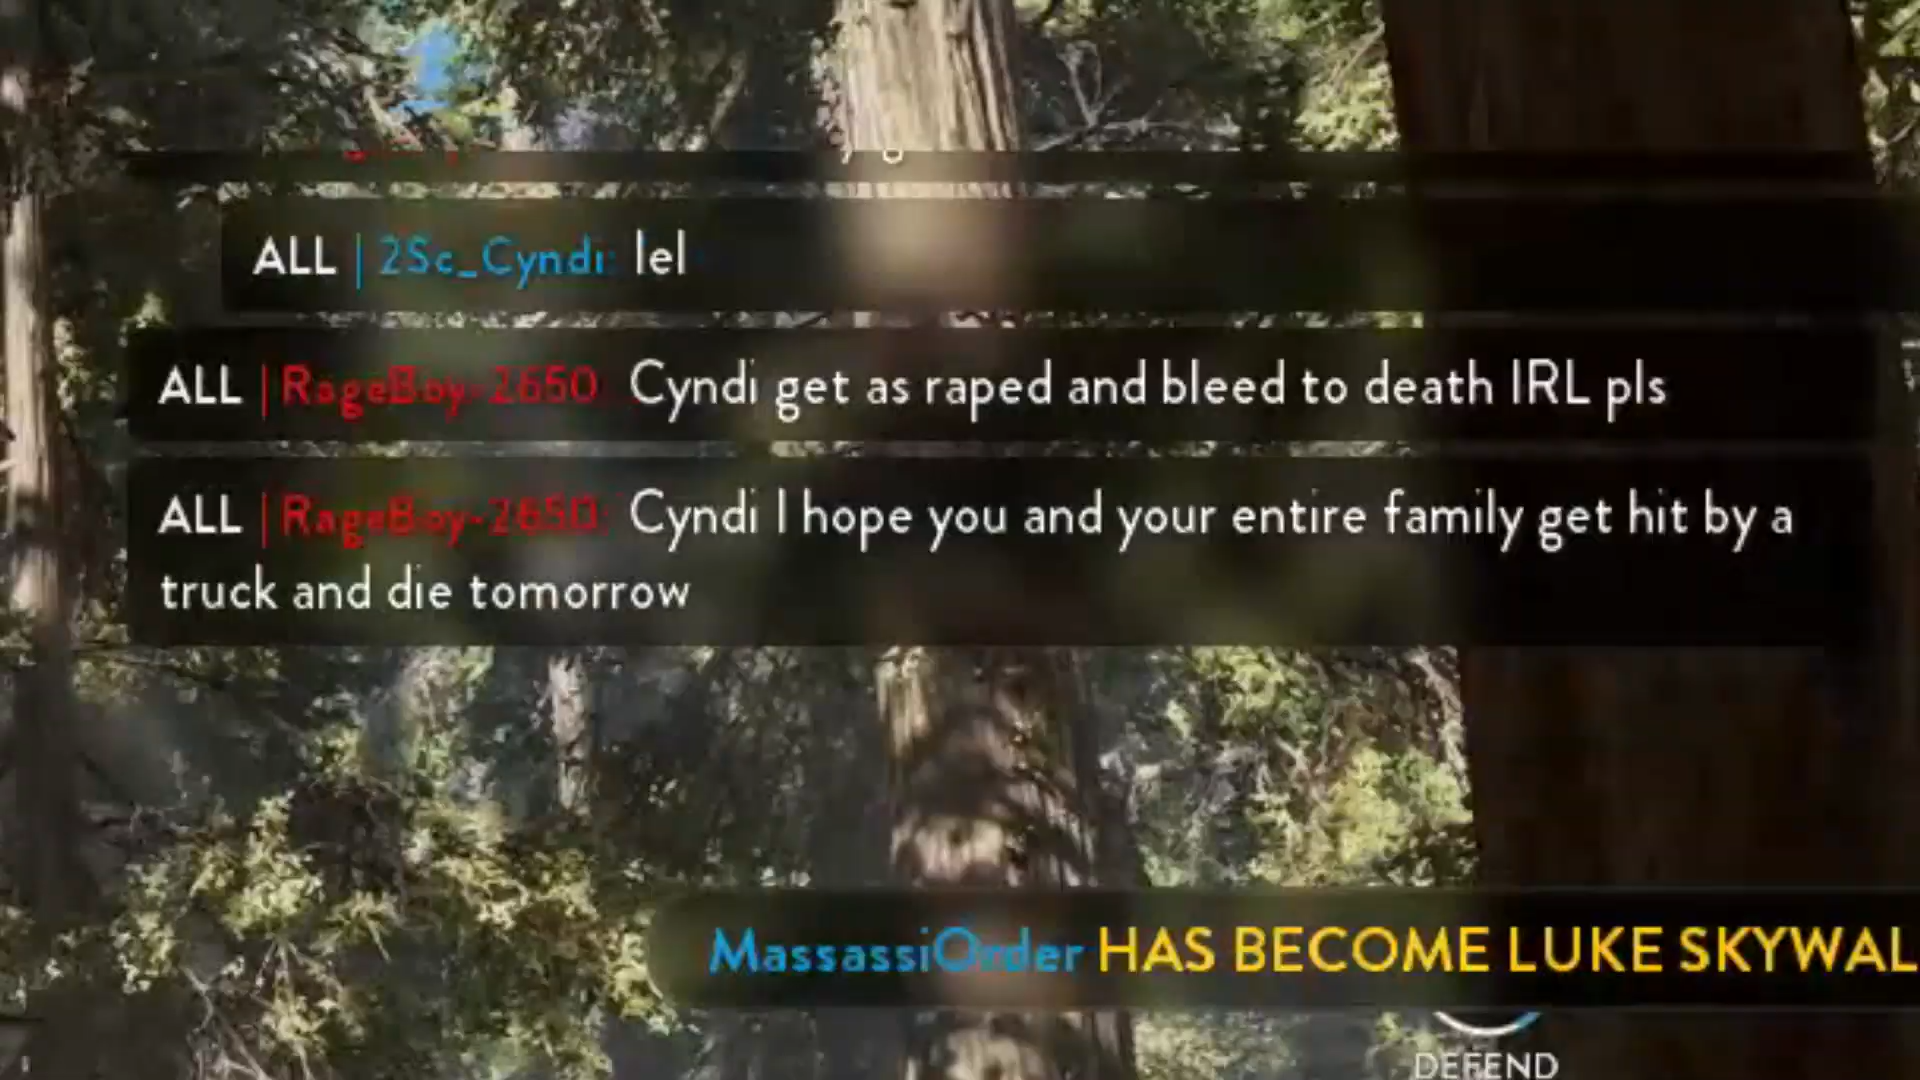 ALL | 2Sc_Cyndi: lel
ALL | RageBoy-2650: Cyndi get as raped and bleed to death IRL pls
ALL | RageBoy-2650: Cyndi I hope you and your entire family get hit by a
truck and die tomorrow
MassassiOrder HAS BECOME LUKE SKYWAL
DEFEND